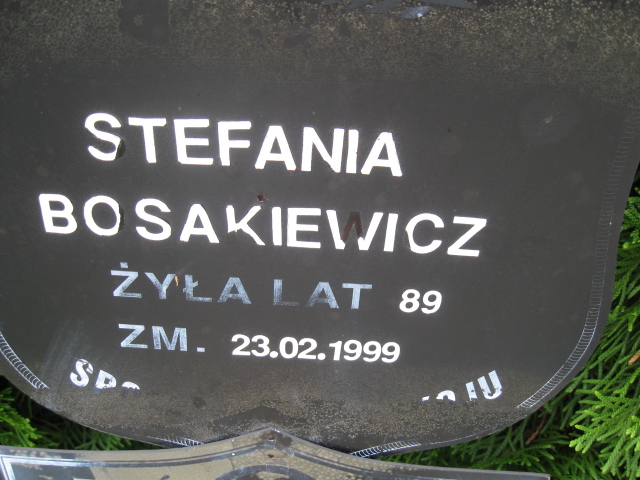 STEFANIA
BOSAKIEWICZ
ŻYŁA LAT 89
ZM. 23.02.1999